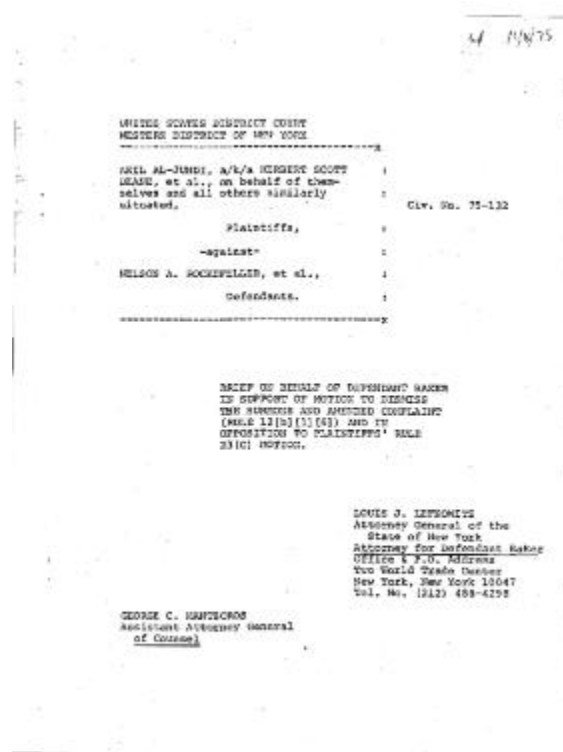 11/8/75
UNITED STATES DISTRICT COURT
WESTERN DISTRICT OF NEW YORK
-----------------------------------------x
AKIL AL-JUNDI, a/k/a HERBERT SCOTT :
DEANE, et al., on behalf of them-
selves and all others similarly :
situated, Civ. No. 75-132
Plaintiffs, :
-against- :
NELSON A. ROCKEFELLER, et al., :
Defendants. :
-----------------------------------------x
BRIEF ON BEHALF OF DEFENDANT BAKER
IN SUPPORT OF MOTION TO DISMISS
THE SUMMONS AND AMENDED COMPLAINT
(RULE 12[b][1][6]) AND IN
OPPOSITION TO PLAINTIFFS' RULE
23(C) MOTION.
LOUIS J. LEFKOWITZ
Attorney General of the
State of New York
Attorney for Defendant Baker
Office & P.O. Address
Two World Trade Center
New York, New York 10047
Tel. No. (212) 488-4298
GEORGE C. MANTZOROS
Assistant Attorney General
of Counsel